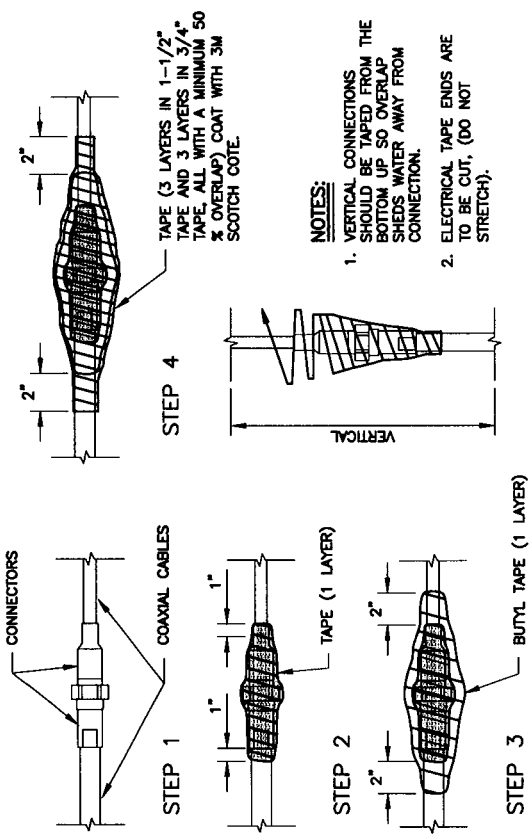 CONNECTORS
COAXIAL CABLES
STEP 1
1"
1"
TAPE (1 LAYER)
STEP 2
2"
2"
BUTYL TAPE (1 LAYER)
STEP 3
2"
2"
TAPE (3 LAYERS IN 1-1/2"
TAPE AND 3 LAYERS IN 3/4"
TAPE, ALL WITH A MINIMUM 50
% OVERLAP) COAT WITH 3M
SCOTCH COTE.
STEP 4
VERTICAL
NOTES:
1. VERTICAL CONNECTIONS
SHOULD BE TAPED FROM THE
BOTTOM UP SO OVERLAP
SHEDS WATER AWAY FROM
CONNECTION.
2. ELECTRICAL TAPE ENDS ARE
TO BE CUT, (DO NOT
STRETCH).